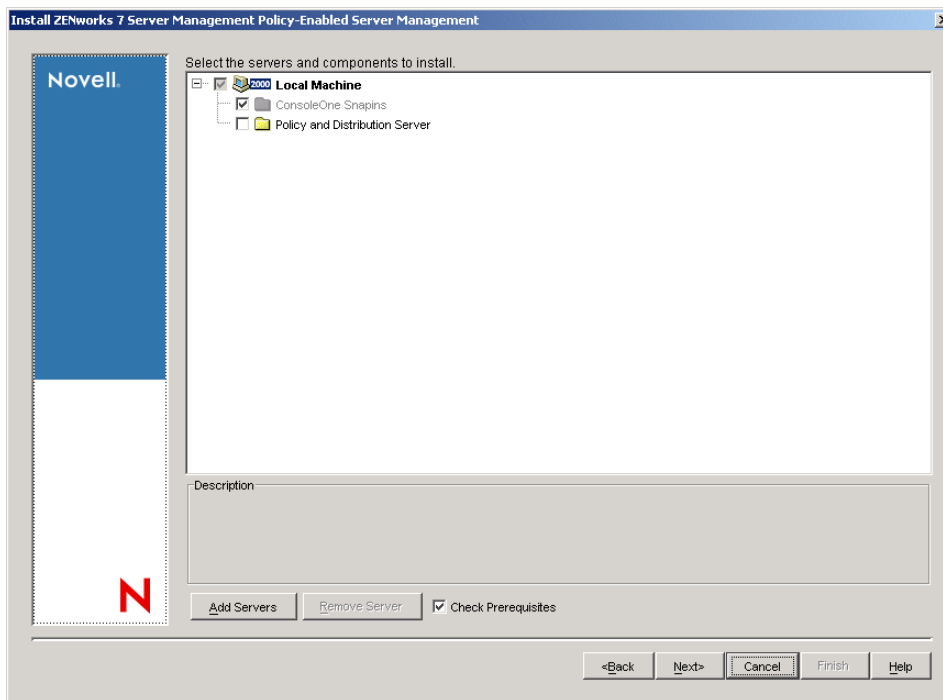 Install ZENworks 7 Server Management Policy-Enabled Server Management
Novell.
Select the servers and components to install.
2000 Local Machine
ConsoleOne Snapins
Policy and Distribution Server
Description
N
Add Servers
Remove Server
Check Prerequisites
<Back
Next>
Cancel
Finish
Help